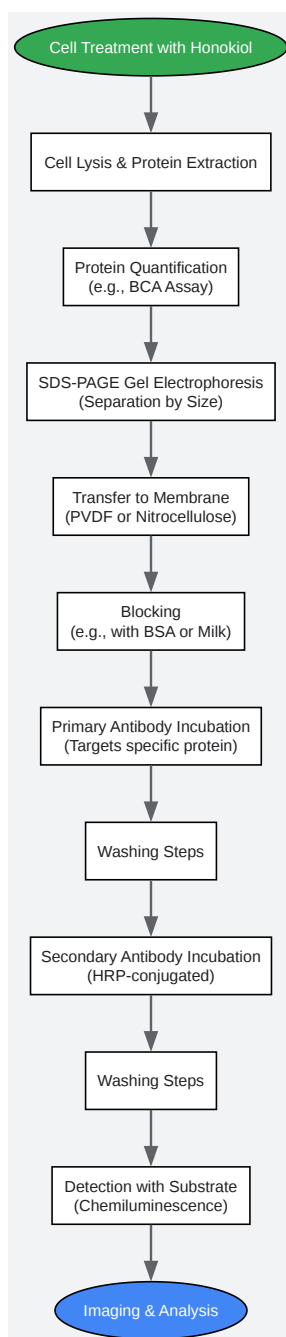 Cell Treatment with Honokiol
Cell Lysis & Protein Extraction
Protein Quantification
(e.g., BCA Assay)
SDS-PAGE Gel Electrophoresis
(Separation by Size)
Transfer to Membrane
(PVDF or Nitrocellulose)
Blocking
(e.g., with BSA or Milk)
Primary Antibody Incubation
(Targets specific protein)
Washing Steps
Secondary Antibody Incubation
(HRP-conjugated)
Washing Steps
Detection with Substrate
(Chemiluminescence)
Imaging & Analysis